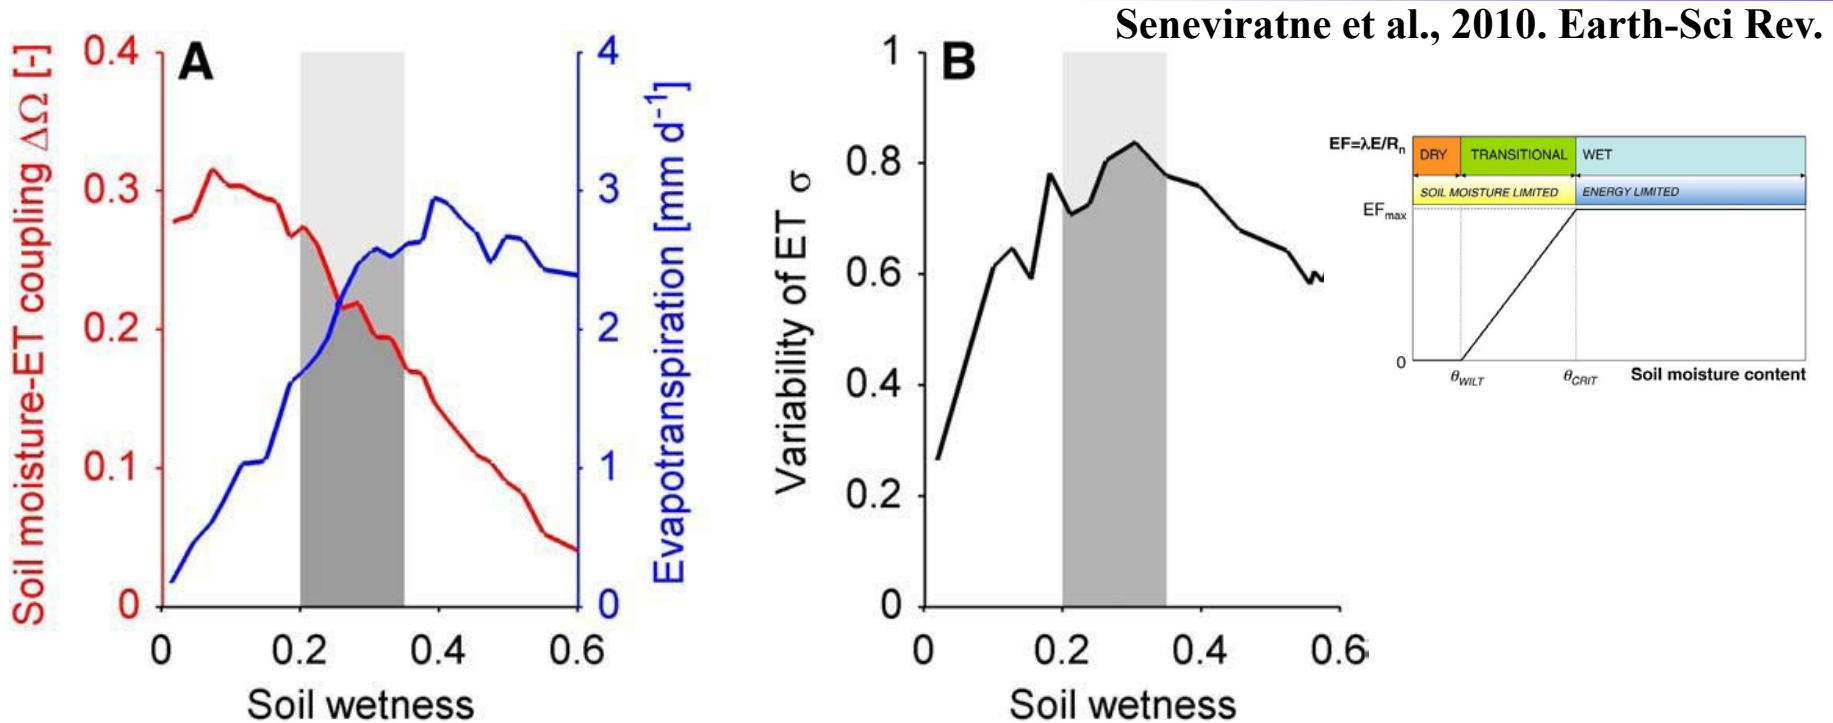 Seneviratne et al., 2010. Earth-Sci Rev.
A
Soil moisture-ET coupling ΔΩ [-]
0.4
0.3
0.2
0.1
0
4
3
2
1
0
Evapotranspiration [mm d⁻¹]
0 0.2 0.4 0.6
Soil wetness
B
Variability of ET σ
1
0.8
0.6
0.4
0.2
0
0 0.2 0.4 0.6
Soil wetness
EF=λE/Rₙ
DRY TRANSITIONAL WET
SOIL MOISTURE LIMITED ENERGY LIMITED
EFmax
0
θWILT θCRIT Soil moisture content